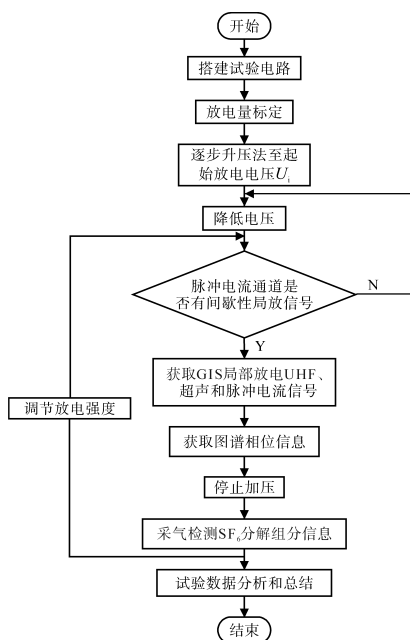 开始
搭建试验电路
放电量标定
逐步升压法至起
始放电电压U₁
降低电压
脉冲电流通道是
否有间歇性局放信号
N
Y
获取GIS局部放电UHF、
超声和脉冲电流信号
调节放电强度
获取图谱相位信息
停止加压
采气检测SF₆分解组分信息
试验数据分析和总结
结束